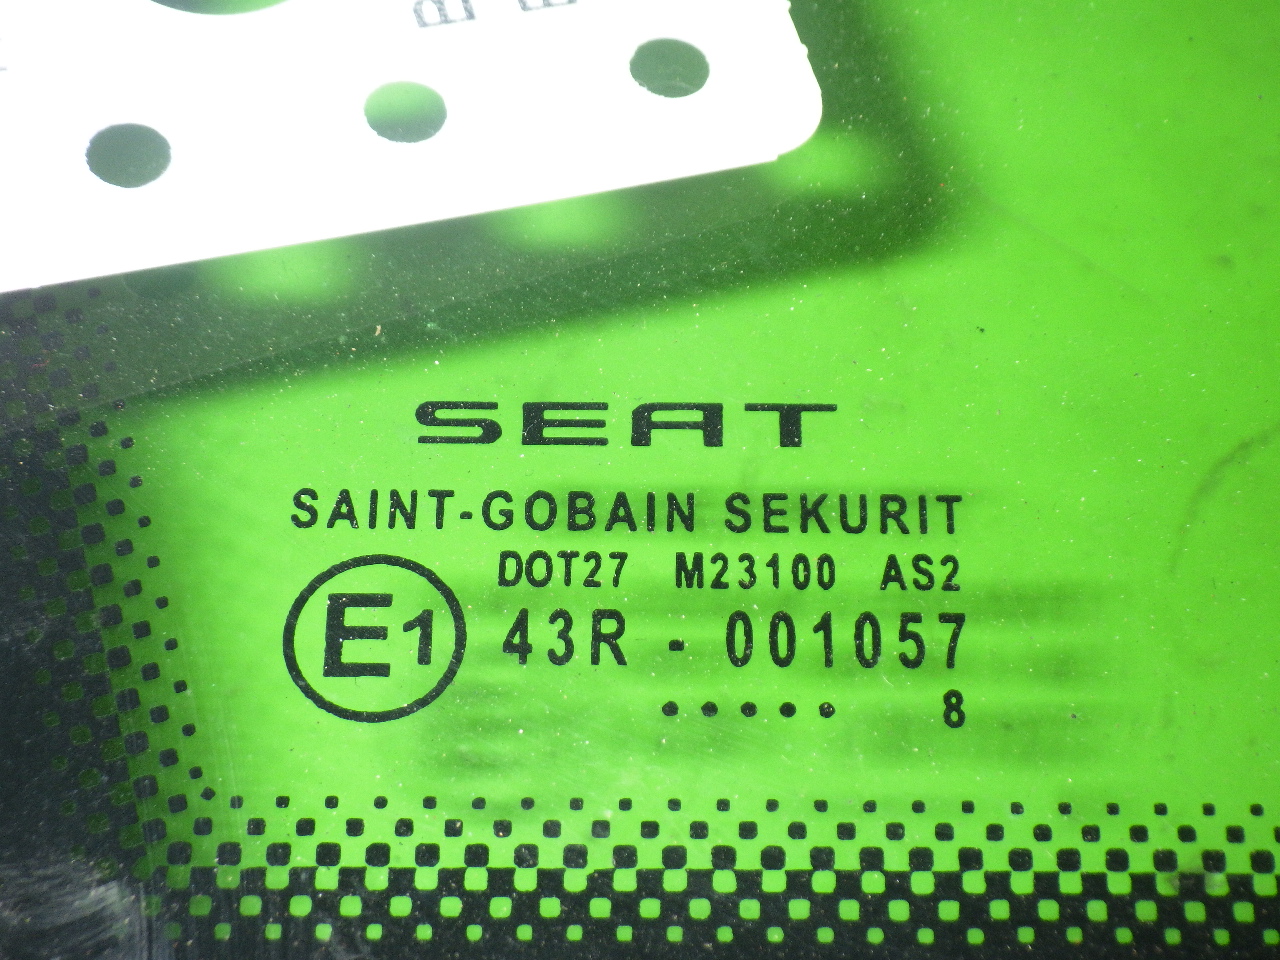 SEAT
SAINT-GOBAIN SEKURIT
DOT27 M23100 AS2
E1 43R - 001057
..... 8